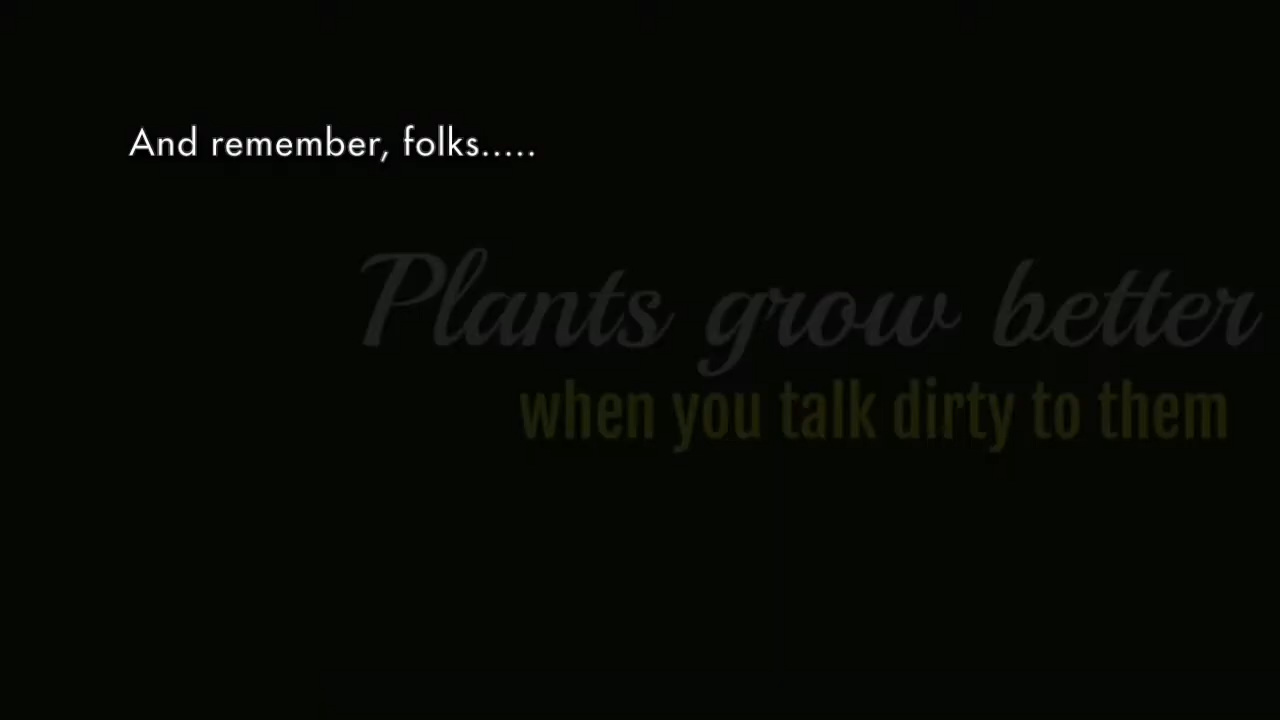 And remember, folks.....
Plants grow better
when you talk dirty to them